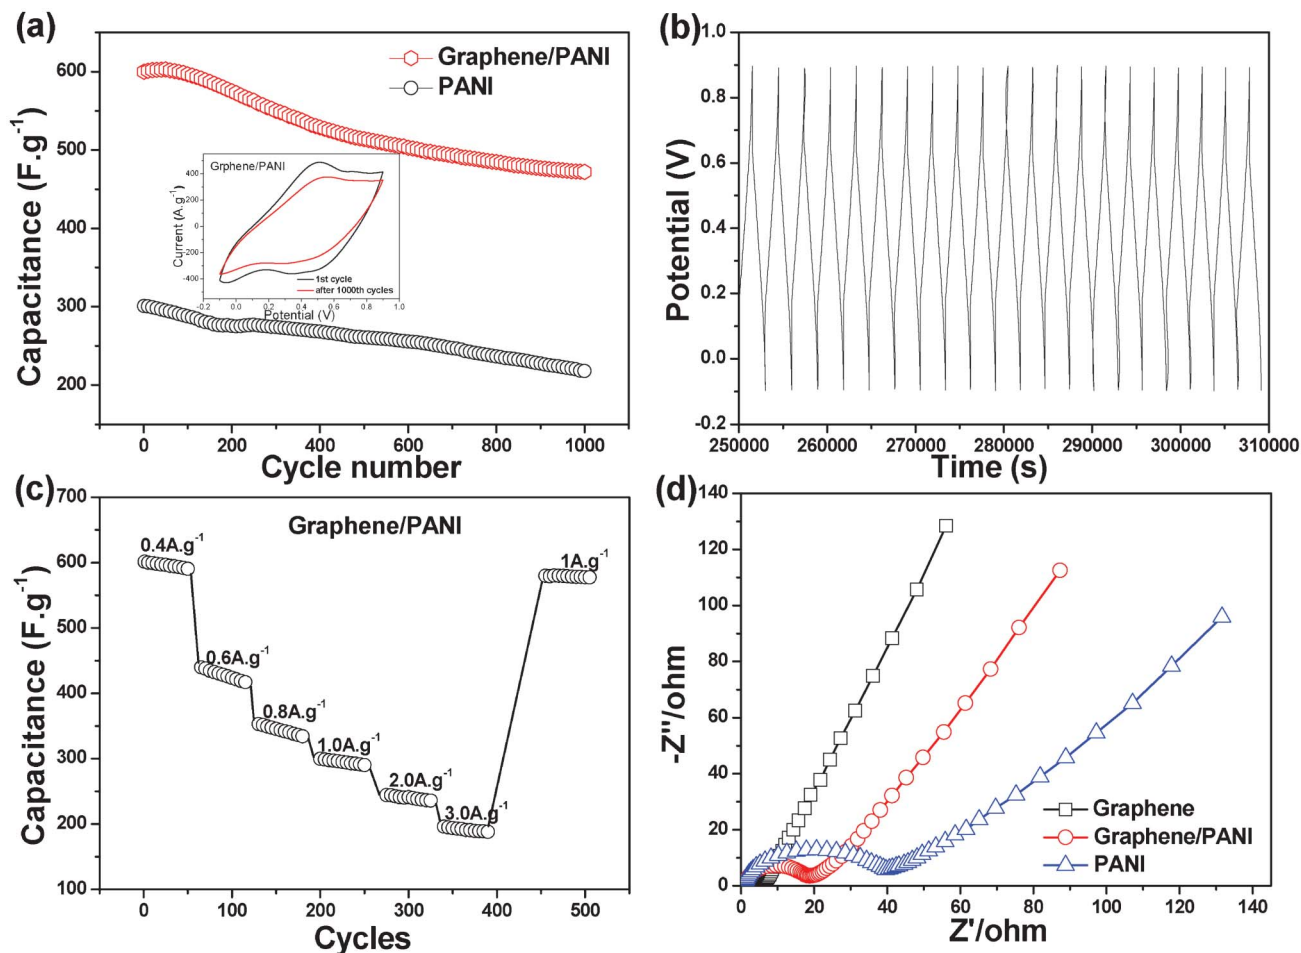 (a)
Graphene/PANI
PANI
600
500
400
300
200
Capacitance (F.g⁻¹)
0 200 400 600 800 1000
Cycle number
Grphene/PANI
400
200
0
-200
-400
Current (A.g⁻¹)
1st cycle
after 1000th cycles
-0.2 0.0 0.2 0.4 0.6 0.8 1.0
Potential (V)
(b)
1.0
0.8
0.6
0.4
0.2
0.0
-0.2
Potential (V)
250000 260000 270000 280000 290000 300000 310000
Time (s)
(c)
700
600
500
400
300
200
100
Capacitance (F.g⁻¹)
Graphene/PANI
0.4A.g⁻¹
0.6A.g⁻¹
0.8A.g⁻¹
1.0A.g⁻¹
2.0A.g⁻¹
3.0A.g⁻¹
1A.g⁻¹
0 100 200 300 400 500
Cycles
(d)
140
120
100
80
60
40
20
0
-Z''/ohm
Graphene
Graphene/PANI
PANI
0 20 40 60 80 100 120 140
Z'/ohm